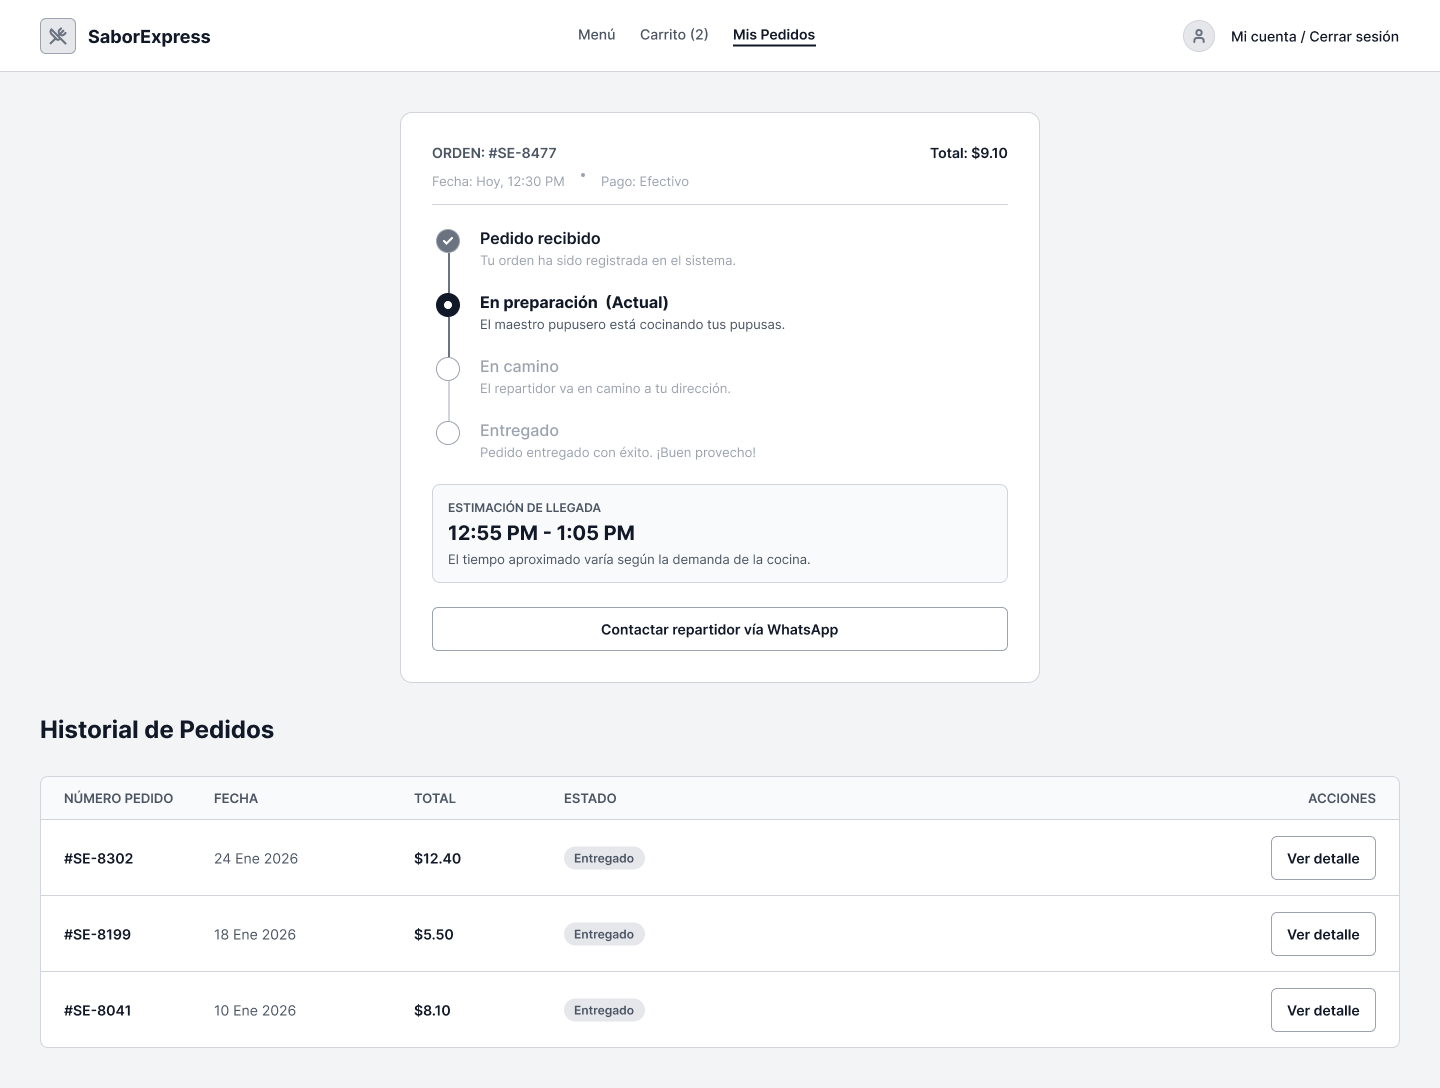 SaborExpress
Menú
Carrito (2)
Mis Pedidos
Mi cuenta / Cerrar sesión
ORDEN: #SE-8477
Total: $9.10
Fecha: Hoy, 12:30 PM • Pago: Efectivo
Pedido recibido
Tu orden ha sido registrada en el sistema.
En preparación (Actual)
El maestro pupusero está cocinando tus pupusas.
En camino
El repartidor va en camino a tu dirección.
Entregado
Pedido entregado con éxito. ¡Buen provecho!
ESTIMACIÓN DE LLEGADA
12:55 PM - 1:05 PM
El tiempo aproximado varía según la demanda de la cocina.
Contactar repartidor vía WhatsApp
Historial de Pedidos
NÚMERO PEDIDO FECHA TOTAL ESTADO ACCIONES
#SE-8302 24 Ene 2026 $12.40 Entregado Ver detalle
#SE-8199 18 Ene 2026 $5.50 Entregado Ver detalle
#SE-8041 10 Ene 2026 $8.10 Entregado Ver detalle